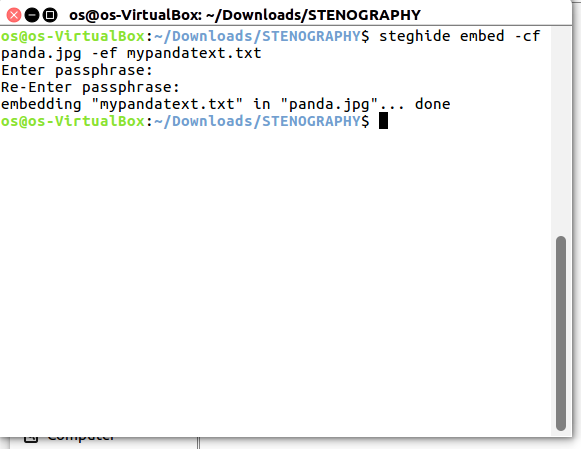 os@os-VirtualBox: ~/Downloads/STENOGRAPHY
os@os-VirtualBox:~/Downloads/STENOGRAPHY$ steghide embed -cf
panda.jpg -ef mypandatext.txt
Enter passphrase:
Re-Enter passphrase:
embedding "mypandatext.txt" in "panda.jpg"... done
os@os-VirtualBox:~/Downloads/STENOGRAPHY$
Computer